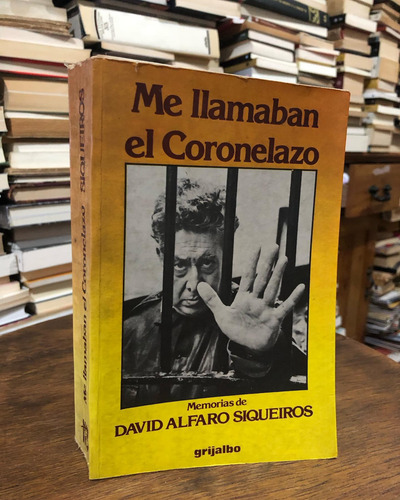 Me llamaban
el Coronelazo
Memorias de
DAVID ALFARO SIQUEIROS
grijalbo
Me llamaban el Coronelazo SIQUEIROS